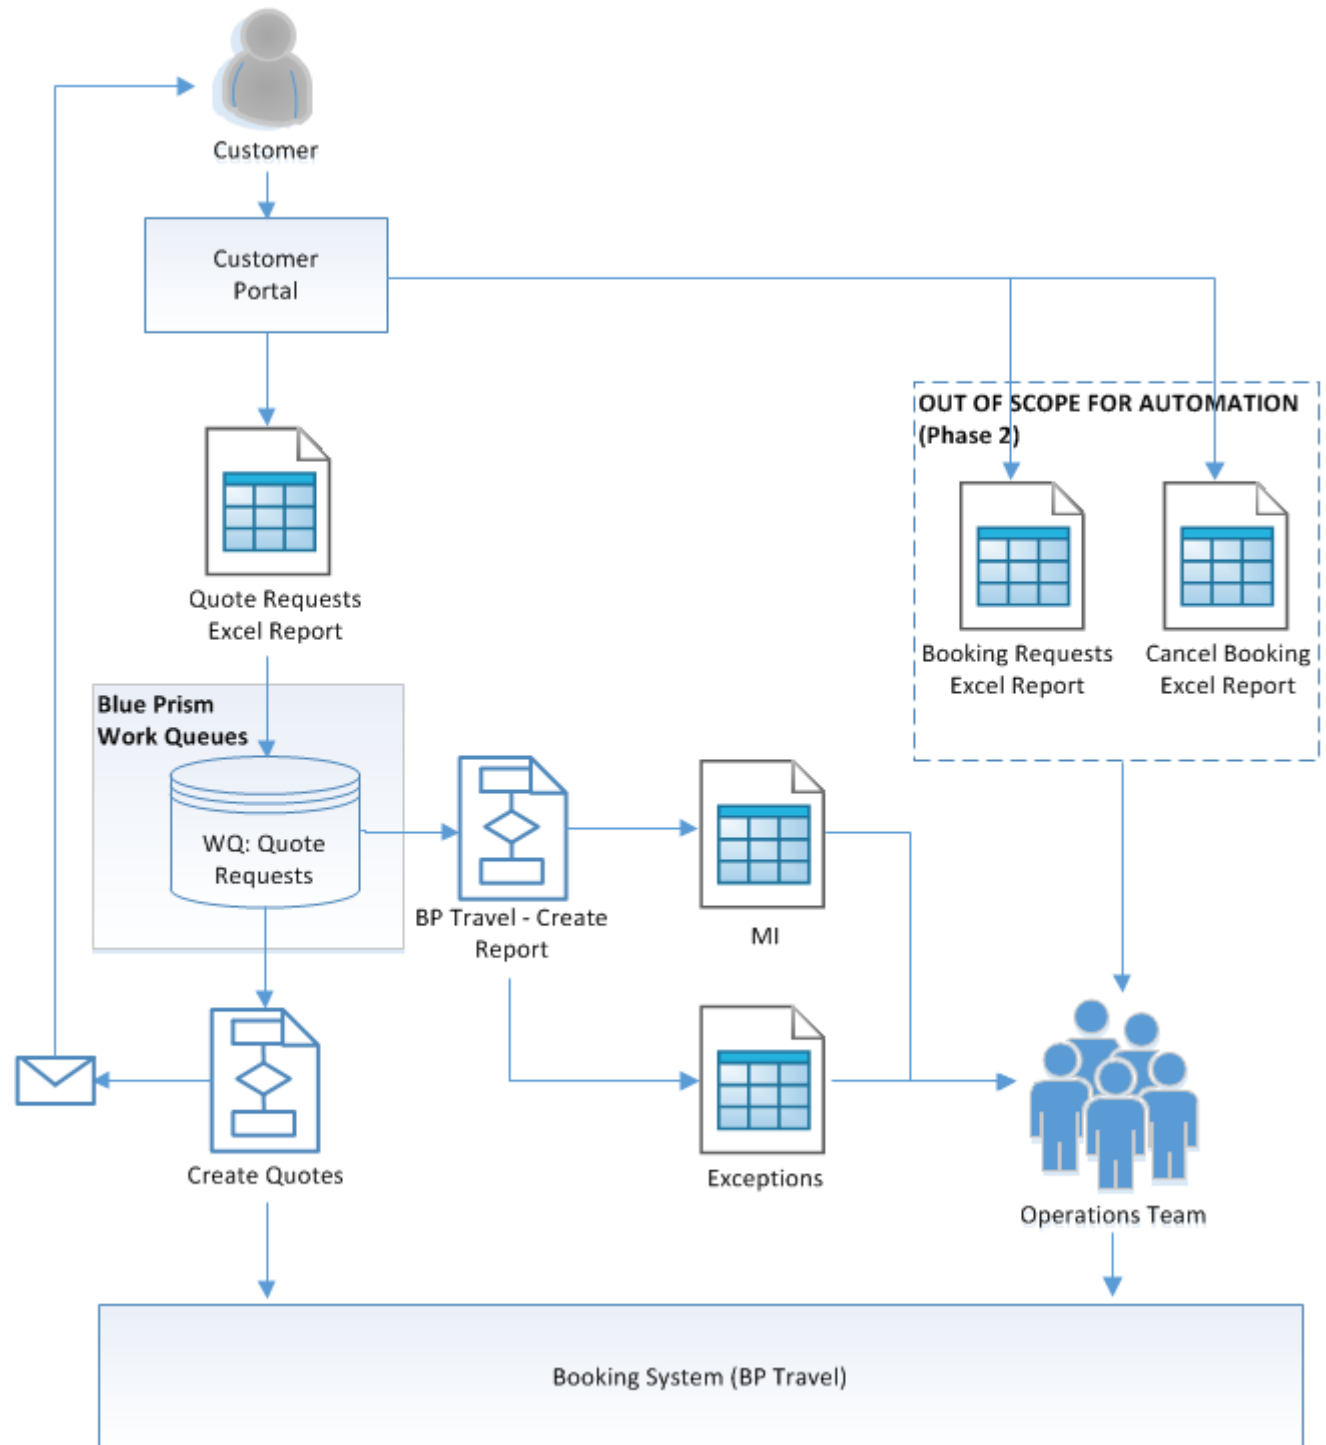 Customer
Customer
Portal
OUT OF SCOPE FOR AUTOMATION
(Phase 2)
Quote Requests
Excel Report
Booking Requests
Excel Report
Cancel Booking
Excel Report
Blue Prism
Work Queues
WQ: Quote
Requests
BP Travel - Create
Report
MI
Create Quotes
Exceptions
Operations Team
Booking System (BP Travel)